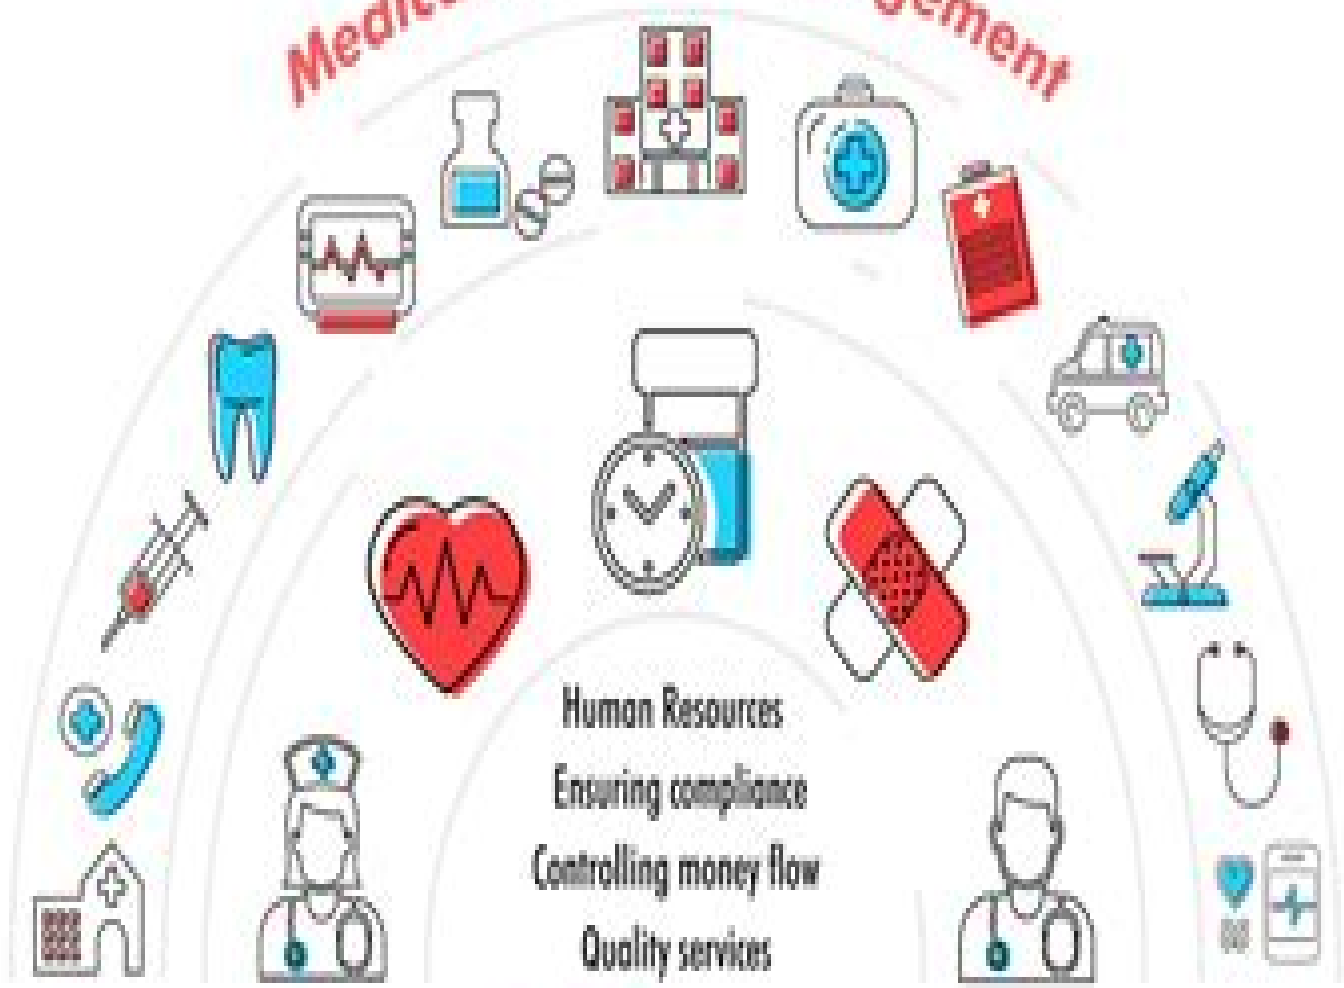 Human Resources
Ensuring compliance
Controlling money flow
Quality services